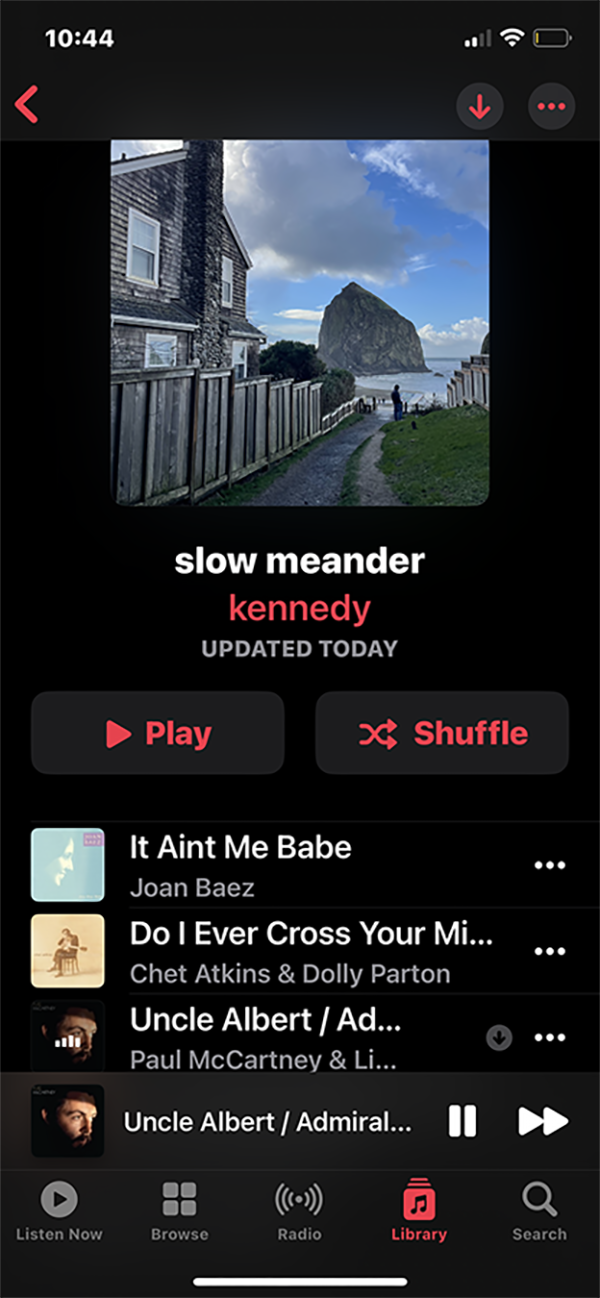 10:44
slow meander
kennedy
UPDATED TODAY
Play
Shuffle
It Aint Me Babe
Joan Baez
Do I Ever Cross Your Mi...
Chet Atkins & Dolly Parton
Uncle Albert / Ad...
Paul McCartney & Li...
Uncle Albert / Admiral...
Listen Now
Browse
Radio
Library
Search